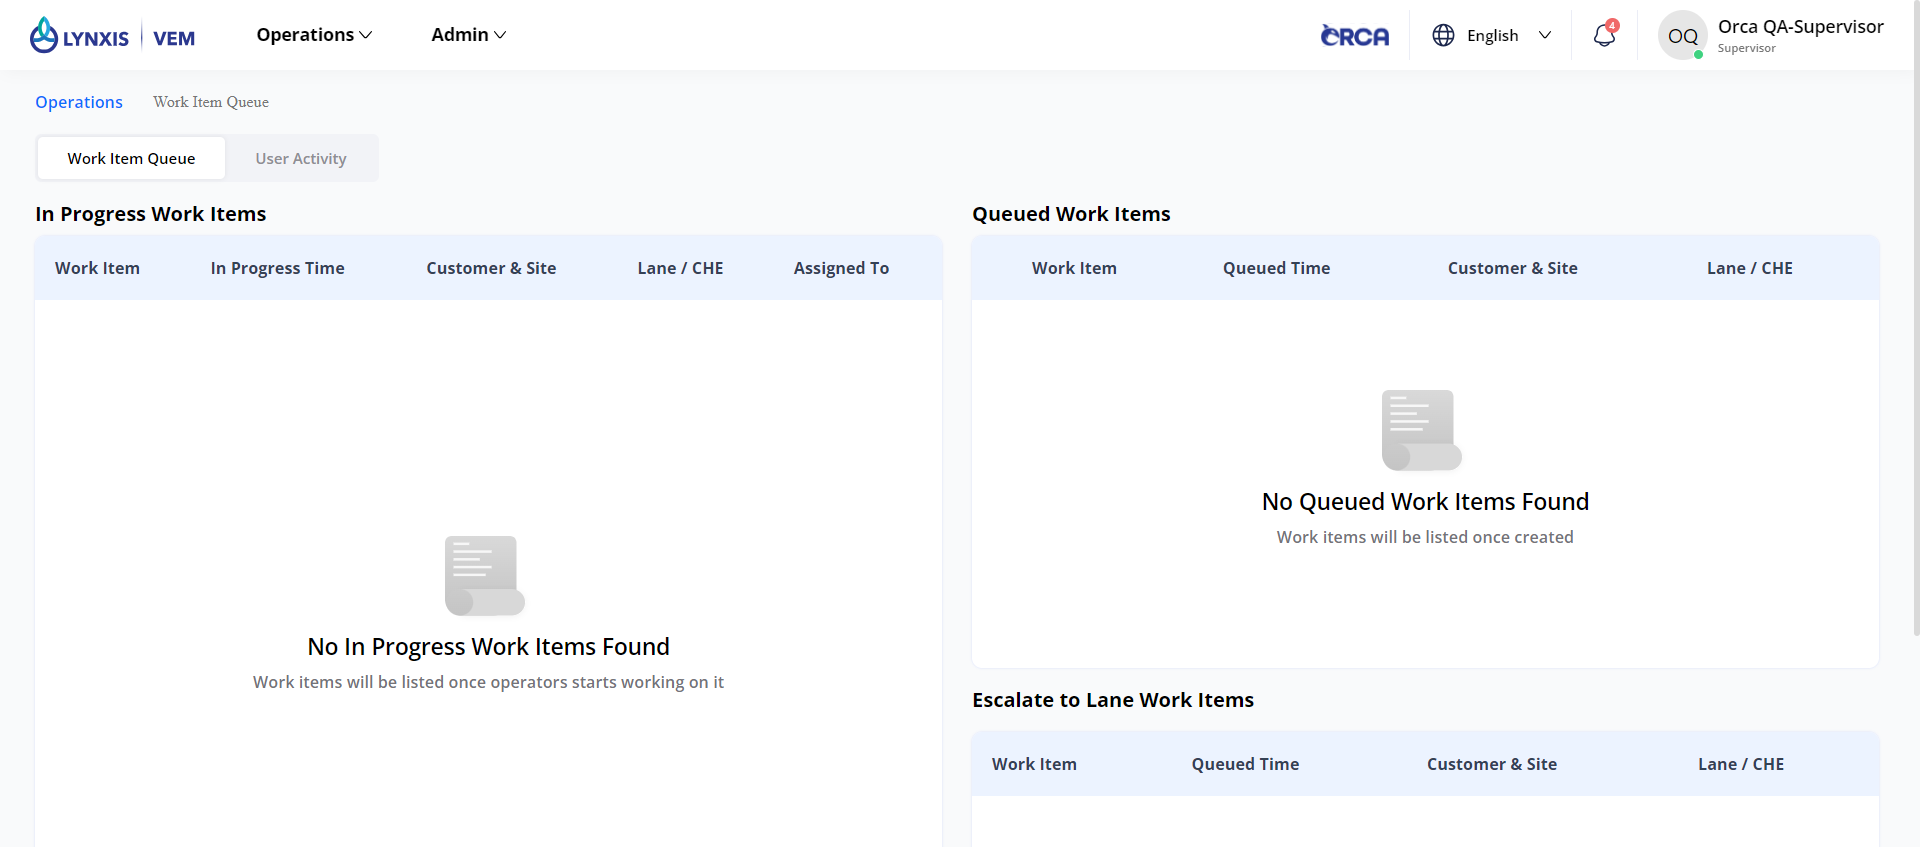 LYNXIS VEM Operations Admin ORCA English 4 OQ Orca QA-Supervisor
Supervisor
Operations Work Item Queue
Work Item Queue User Activity
In Progress Work Items
Work Item In Progress Time Customer & Site Lane / CHE Assigned To
No In Progress Work Items Found
Work items will be listed once operators starts working on it
Queued Work Items
Work Item Queued Time Customer & Site Lane / CHE
No Queued Work Items Found
Work items will be listed once created
Escalate to Lane Work Items
Work Item Queued Time Customer & Site Lane / CHE